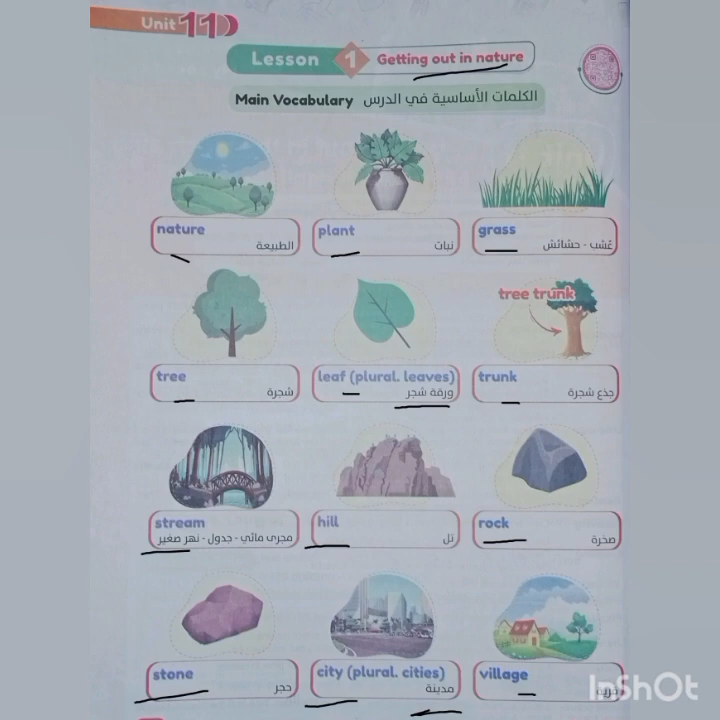 Unit 11
Lesson 1 Getting out in nature
Main Vocabulary الكلمات الأساسية في الدرس
nature
الطبيعة
plant
نبات
grass
عُشب - حشائش
tree trunk
tree
شجرة
leaf (plural. leaves)
ورقة شجر
trunk
جذع شجرة
stream
مجرى مائي - جدول - نهر صغير
hill
تل
rock
صخرة
stone
حجر
city (plural. cities)
مدينة
village
قرية
InShOt